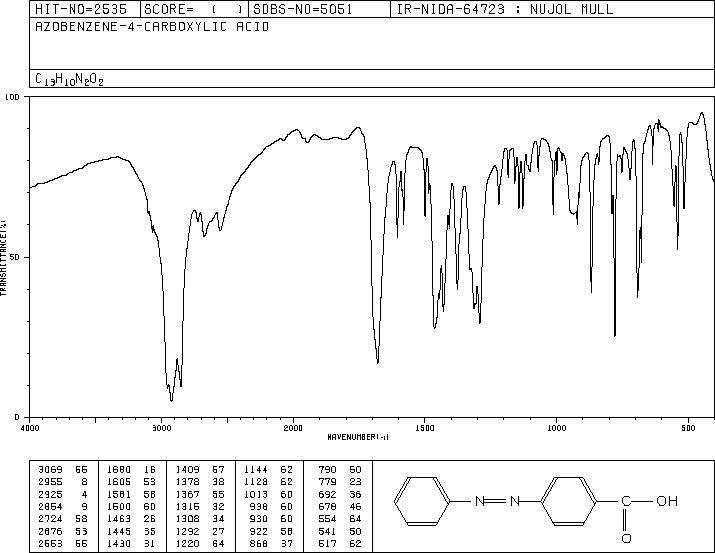 HIT-NO=2535 SCORE= ( ) SDBS-NO=5051 IR-NIDA-64723 : NUJOL MULL
AZOBENZENE-4-CARBOXYLIC ACID
C13H10N2O2
100
50
0
TRANSMITTANCE(%)
4000 3000 2000 1500 1000 500
WAVENUMBER(-1)
3069 56 1680 16 1409 57 1144 62 790 60
2955 8 1605 53 1378 38 1128 62 779 23
2925 4 1581 58 1367 55 1013 60 692 36
2854 9 1500 60 1315 32 938 60 678 46
2724 58 1463 26 1308 34 930 60 554 64
2676 53 1445 35 1292 27 922 58 541 50
2553 56 1430 31 1220 64 868 37 517 62
N N C OH
O